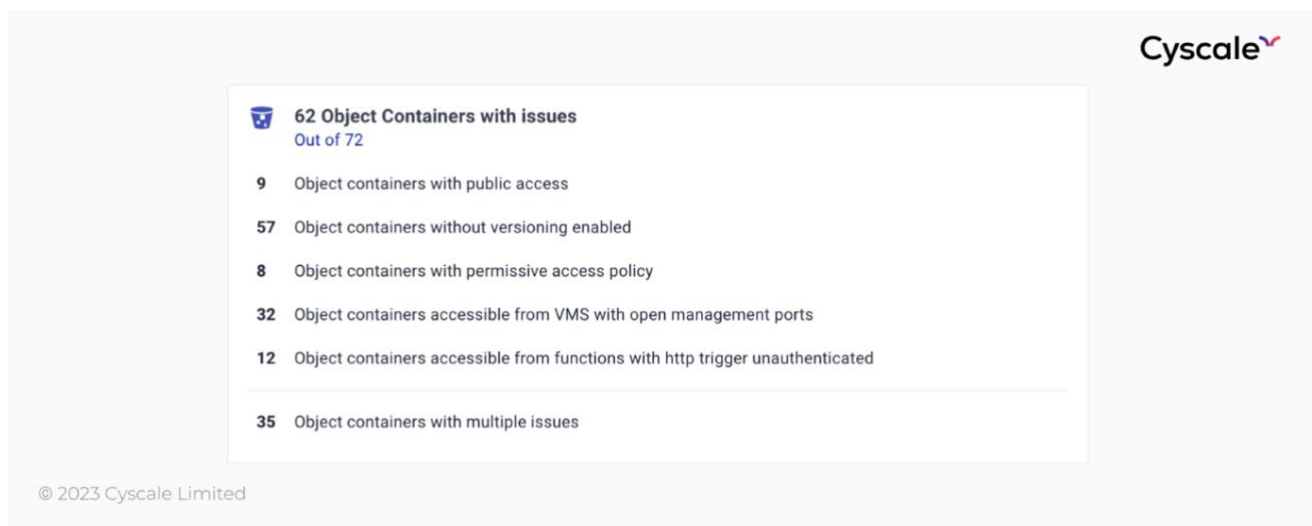 Cyscale
62 Object Containers with issues
Out of 72
9 Object containers with public access
57 Object containers without versioning enabled
8 Object containers with permissive access policy
32 Object containers accessible from VMS with open management ports
12 Object containers accessible from functions with http trigger unauthenticated
35 Object containers with multiple issues
© 2023 Cyscale Limited